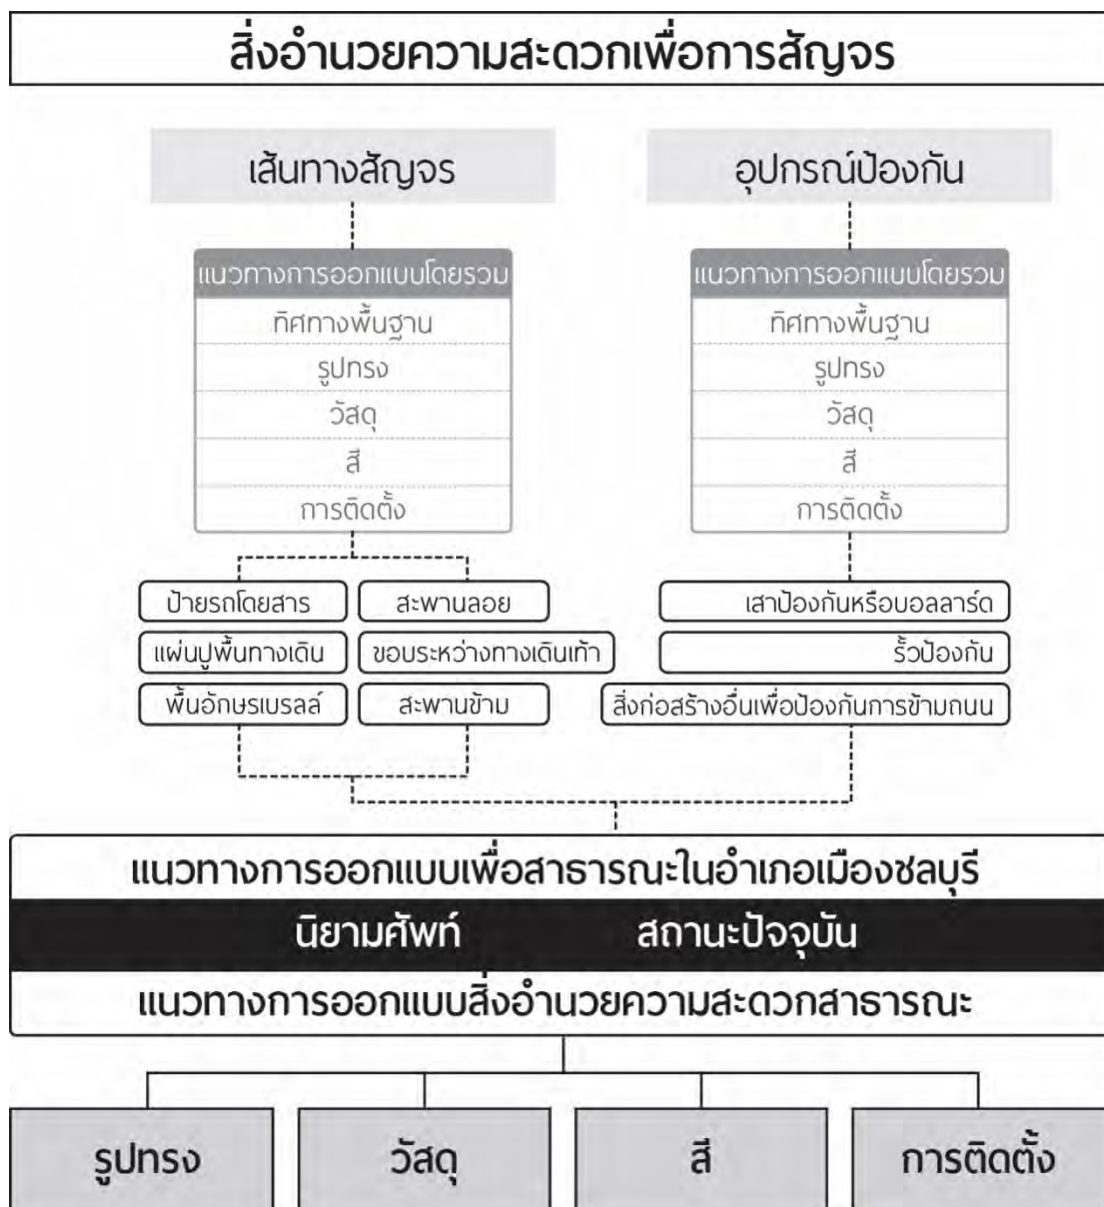 สิ่งอำนวยความสะดวกเพื่อการสัญจร
เส้นทางสัญจร
อุปกรณ์ป้องกัน
แนวทางการออกแบบโดยรวม
ทิศทางพื้นฐาน
รูปทรง
วัสดุ
สี
การติดตั้ง
แนวทางการออกแบบโดยรวม
ทิศทางพื้นฐาน
รูปทรง
วัสดุ
สี
การติดตั้ง
ป้ายรถโดยสาร
สะพานลอย
แผ่นปูพื้นทางเดิน
ขอบระหว่างทางเดินเท้า
พื้นอักษรเบรลล์
สะพานข้าม
เสาป้องกันหรือบอลลาร์ด
รั้วป้องกัน
สิ่งก่อสร้างอื่นเพื่อป้องกันการข้ามถนน
แนวทางการออกแบบเพื่อสาธารณะในอำเภอเมืองชลบุรี
นิยามศัพท์ สถานะปัจจุบัน
แนวทางการออกแบบสิ่งอำนวยความสะดวกสาธารณะ
รูปทรง
วัสดุ
สี
การติดตั้ง